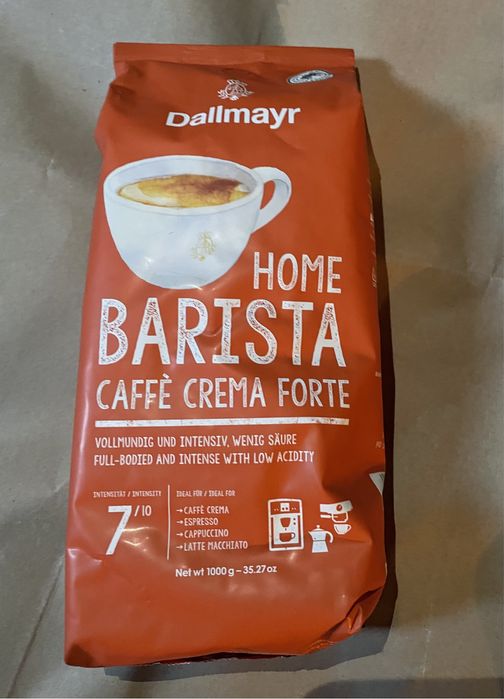 Dallmayr
HOME
BARISTA
CAFFÈ CREMA FORTE
VOLLMUNDIG UND INTENSIV, WENIG SÄURE
FULL-BODIED AND INTENSE WITH LOW ACIDITY
INTENSITÄT / INTENSITY
7/10
IDEAL FÜR / IDEAL FOR
→CAFFÈ CREMA
→ESPRESSO
→CAPPUCCINO
→LATTE MACCHIATO
Net wt 1000 g – 35.27 oz